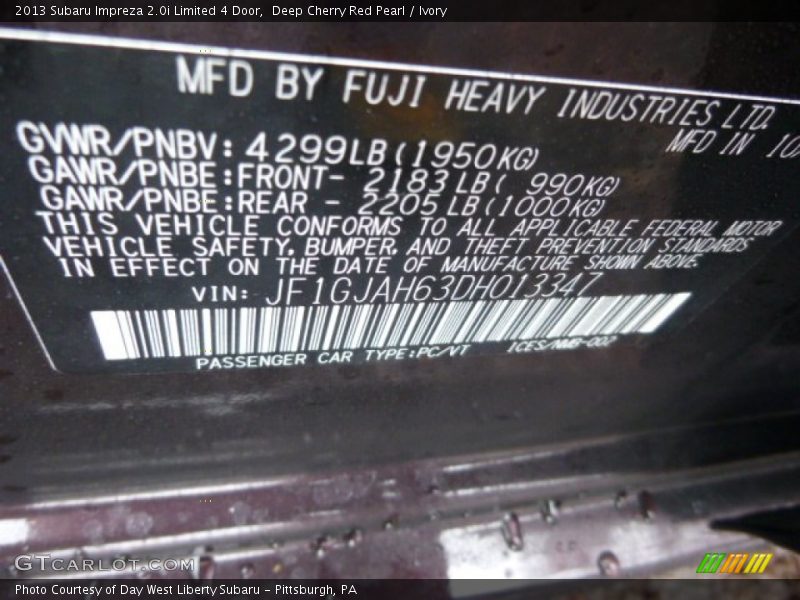 2013 Subaru Impreza 2.0i Limited 4 Door,  Deep Cherry Red Pearl / Ivory
MFD BY FUJI HEAVY INDUSTRIES LTD.
MFD IN 10
GVWR/PNBV: 4299LB(1950KG)
GAWR/PNBE:FRONT- 2183LB( 990KG)
GAWR/PNBE:REAR - 2205LB(1000KG)
THIS VEHICLE CONFORMS TO ALL APPLICABLE FEDERAL MOTOR
VEHICLE SAFETY, BUMPER, AND THEFT PREVENTION STANDARDS
IN EFFECT ON THE DATE OF MANUFACTURE SHOWN ABOVE.
VIN: JF1GJAH63DH013347
PASSENGER CAR TYPE:PC/VT ICES/NMB-002
GTCARLOT.COM
Photo Courtesy of Day West Liberty Subaru - Pittsburgh, PA